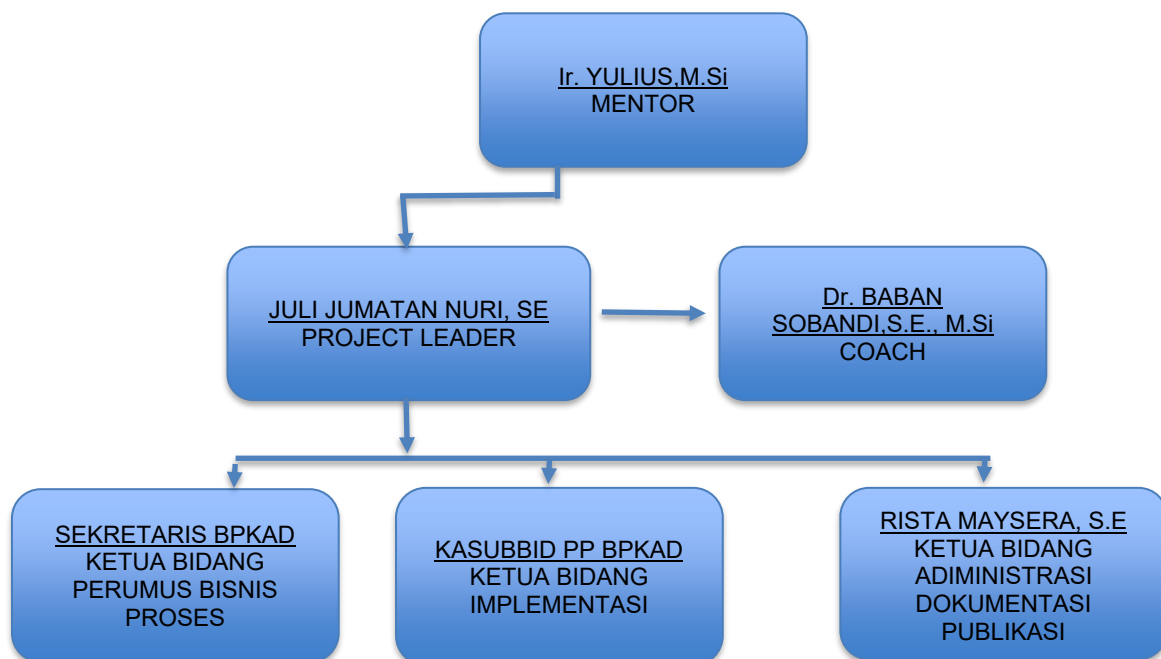 Ir. YULIUS,M.Si
MENTOR
JULI JUMATAN NURI, SE
PROJECT LEADER
Dr. BABAN
SOBANDI,S.E., M.Si
COACH
SEKRETARIS BPKAD
KETUA BIDANG
PERUMUS BISNIS
PROSES
KASUBBID PP BPKAD
KETUA BIDANG
IMPLEMENTASI
RISTA MAYSERA, S.E
KETUA BIDANG
ADIMINISTRASI
DOKUMENTASI
PUBLIKASI